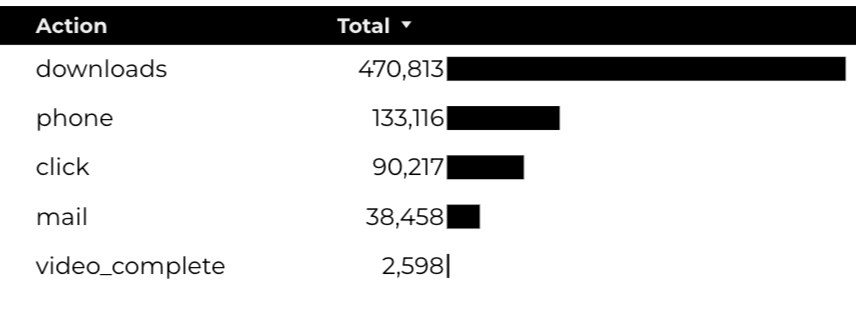 Action Total ▼
downloads 470,813
phone 133,116
click 90,217
mail 38,458
video_complete 2,598